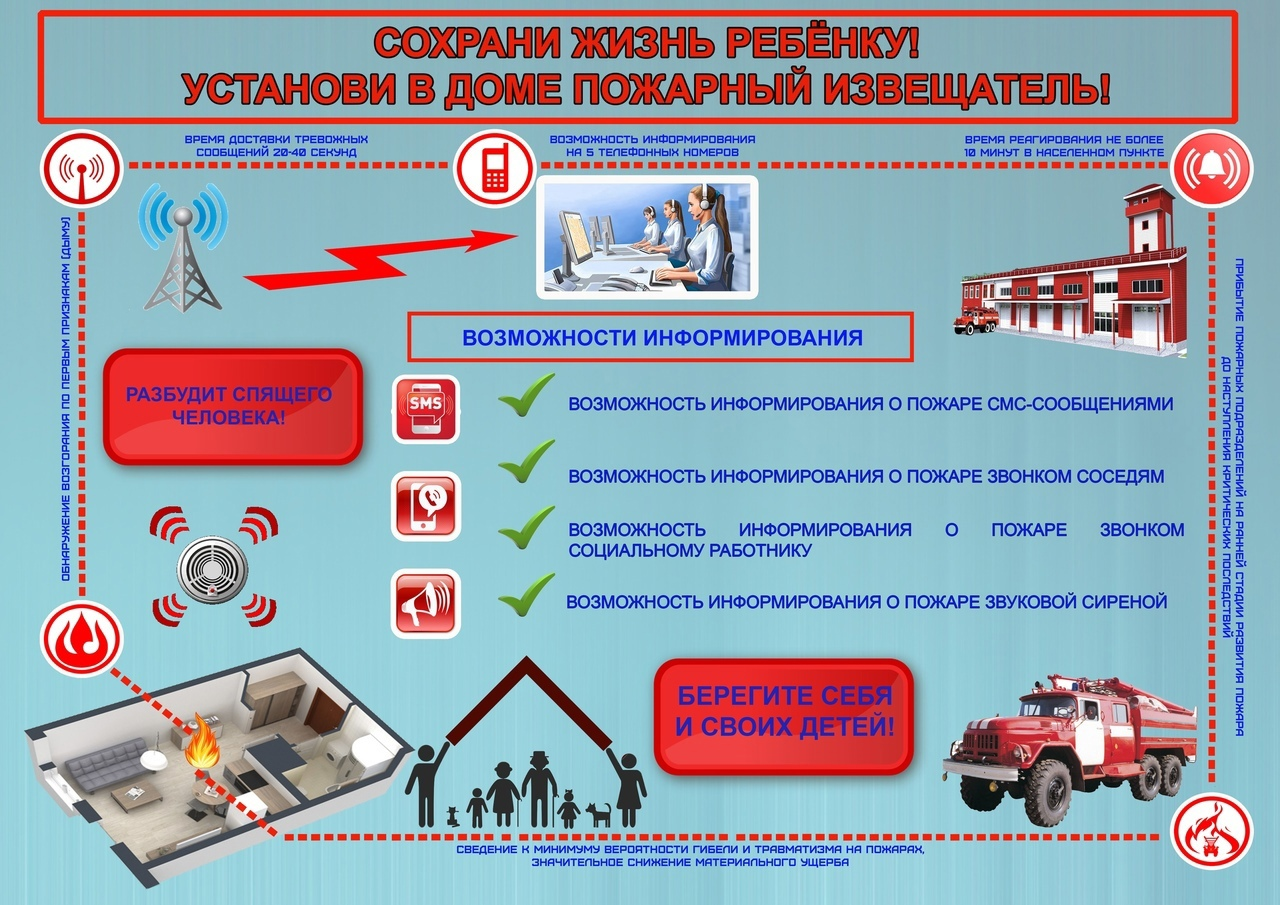 СОХРАНИ ЖИЗНЬ РЕБЁНКУ!
УСТАНОВИ В ДОМЕ ПОЖАРНЫЙ ИЗВЕЩАТЕЛЬ!
ВРЕМЯ ДОСТАВКИ ТРЕВОЖНЫХ
СООБЩЕНИЙ 20-40 СЕКУНД
ВОЗМОЖНОСТЬ ИНФОРМИРОВАНИЯ
НА 5 ТЕЛЕФОННЫХ НОМЕРОВ
ВРЕМЯ РЕАГИРОВАНИЯ НЕ БОЛЕЕ
10 МИНУТ В НАСЕЛЕННОМ ПУНКТЕ
ОБНАРУЖЕНИЕ ВОЗГОРАНИЯ ПО ПЕРВЫМ ПРИЗНАКАМ (ДЫМУ)
ВОЗМОЖНОСТИ ИНФОРМИРОВАНИЯ
РАЗБУДИТ СПЯЩЕГО
ЧЕЛОВЕКА!
SMS
ВОЗМОЖНОСТЬ ИНФОРМИРОВАНИЯ О ПОЖАРЕ СМС-СООБЩЕНИЯМИ
ВОЗМОЖНОСТЬ ИНФОРМИРОВАНИЯ О ПОЖАРЕ ЗВОНКОМ СОСЕДЯМ
ВОЗМОЖНОСТЬ ИНФОРМИРОВАНИЯ О ПОЖАРЕ ЗВОНКОМ
СОЦИАЛЬНОМУ РАБОТНИКУ
ВОЗМОЖНОСТЬ ИНФОРМИРОВАНИЯ О ПОЖАРЕ ЗВУКОВОЙ СИРЕНОЙ
ПРИБЫТИЕ ПОЖАРНЫХ ПОДРАЗДЕЛЕНИЙ НА РАННЕЙ СТАДИИ РАЗВИТИЯ ПОЖАРА
ДО НАСТУПЛЕНИЯ КРИТИЧЕСКИХ ПОСЛЕДСТВИЙ
БЕРЕГИТЕ СЕБЯ
И СВОИХ ДЕТЕЙ!
СВЕДЕНИЕ К МИНИМУМУ ВЕРОЯТНОСТИ ГИБЕЛИ И ТРАВМАТИЗМА НА ПОЖАРАХ,
ЗНАЧИТЕЛЬНОЕ СНИЖЕНИЕ МАТЕРИАЛЬНОГО УЩЕРБА